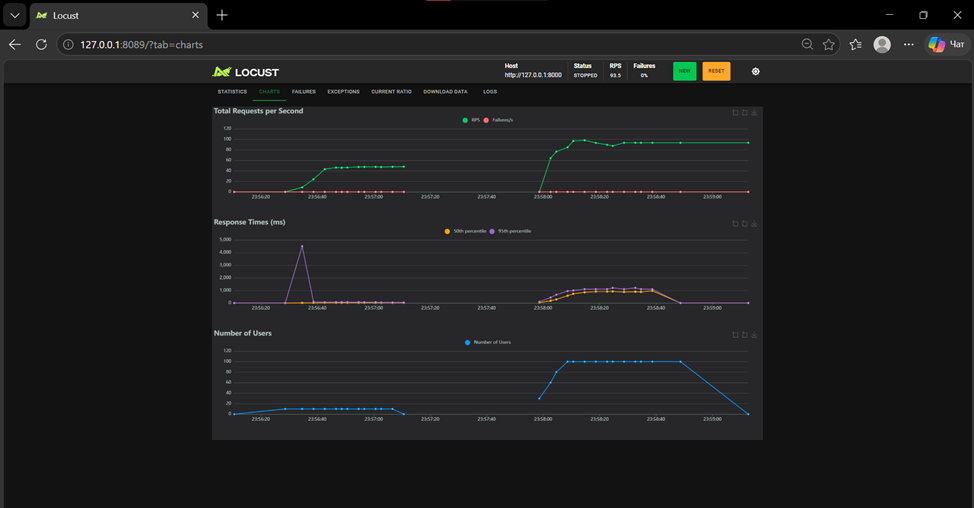 Locust
127.0.0.1:8089/?tab=charts
Чат
LOCUST
Host
http://127.0.0.1:8000
Status
STOPPED
RPS
93.5
Failures
0%
NEW
RESET
STATISTICS CHARTS FAILURES EXCEPTIONS CURRENT RATIO DOWNLOAD DATA LOGS
Total Requests per Second
RPS Failures/s
120
100
80
60
40
20
0
23:56:20 23:56:40 23:57:00 23:57:20 23:57:40 23:58:00 23:58:20 23:58:40 23:59:00
Response Times (ms)
50th percentile 95th percentile
5,000
4,000
3,000
2,000
1,000
0
23:56:20 23:56:40 23:57:00 23:57:20 23:57:40 23:58:00 23:58:20 23:58:40 23:59:00
Number of Users
Number of Users
120
100
80
60
40
20
0
23:56:20 23:56:40 23:57:00 23:57:20 23:57:40 23:58:00 23:58:20 23:58:40 23:59:00